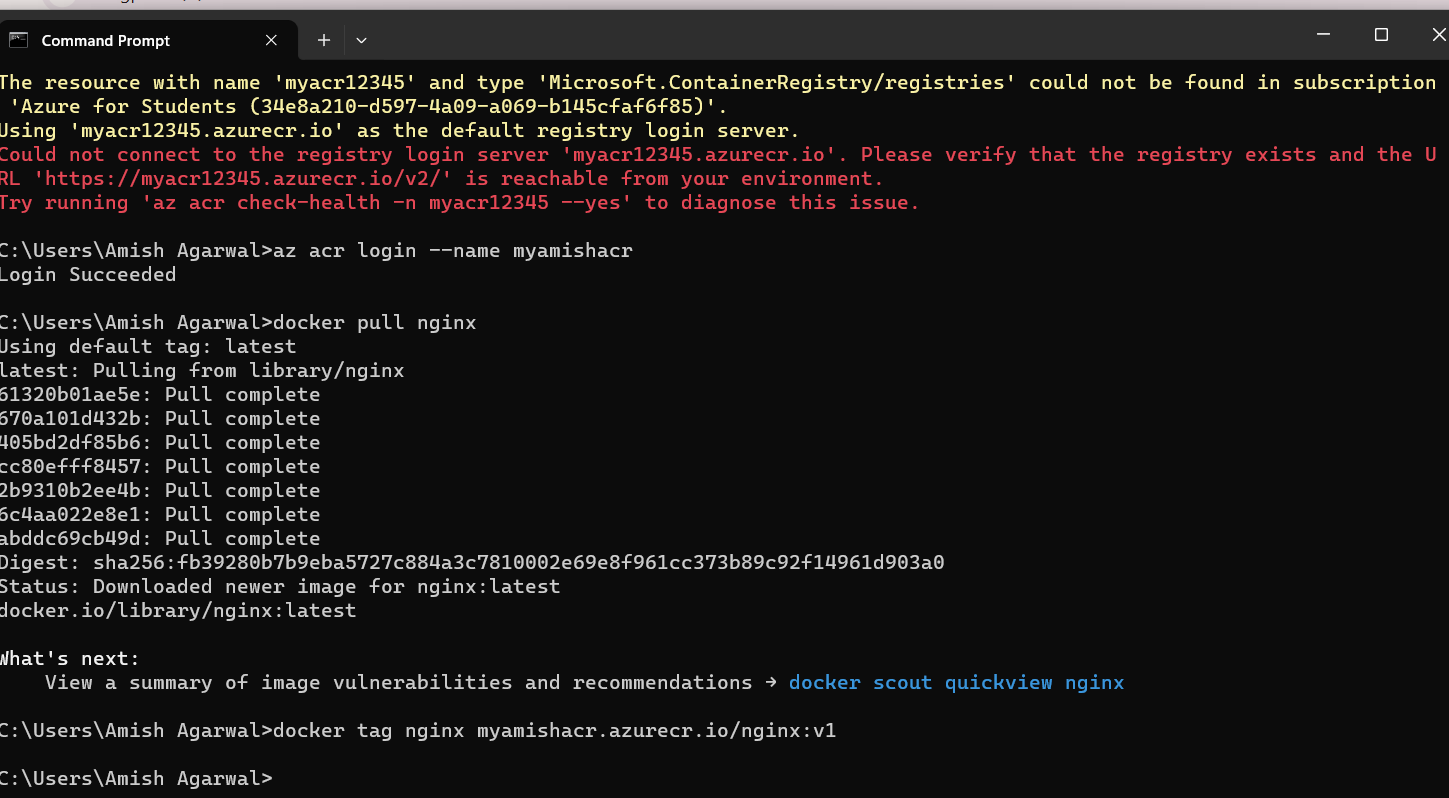 Command Prompt
The resource with name 'myacr12345' and type 'Microsoft.ContainerRegistry/registries' could not be found in subscription
'Azure for Students (34e8a210-d597-4a09-a069-b145cfaf6f85)'.
Using 'myacr12345.azurecr.io' as the default registry login server.
Could not connect to the registry login server 'myacr12345.azurecr.io'. Please verify that the registry exists and the U
RL 'https://myacr12345.azurecr.io/v2/' is reachable from your environment.
Try running 'az acr check-health -n myacr12345 --yes' to diagnose this issue.
C:\Users\Amish Agarwal>az acr login --name myamishacr
Login Succeeded
C:\Users\Amish Agarwal>docker pull nginx
Using default tag: latest
latest: Pulling from library/nginx
61320b01ae5e: Pull complete
670a101d432b: Pull complete
405bd2df85b6: Pull complete
cc80efff8457: Pull complete
2b9310b2ee4b: Pull complete
6c4aa022e8e1: Pull complete
abddc69cb49d: Pull complete
Digest: sha256:fb39280b7b9eba5727c884a3c7810002e69e8f961cc373b89c92f14961d903a0
Status: Downloaded newer image for nginx:latest
docker.io/library/nginx:latest
What's next:
View a summary of image vulnerabilities and recommendations → docker scout quickview nginx
C:\Users\Amish Agarwal>docker tag nginx myamishacr.azurecr.io/nginx:v1
C:\Users\Amish Agarwal>